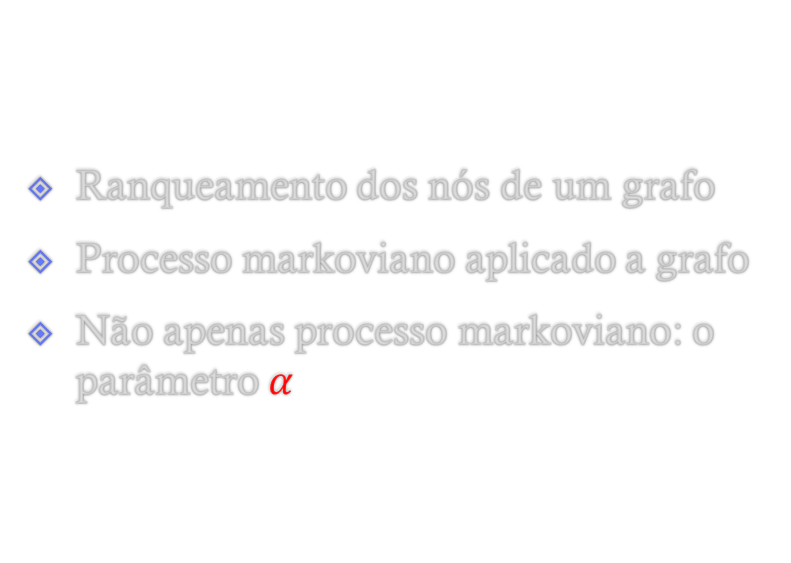 Ranqueamento dos nós de um grafo
Processo markoviano aplicado a grafo
Não apenas processo markoviano: o
parâmetro α